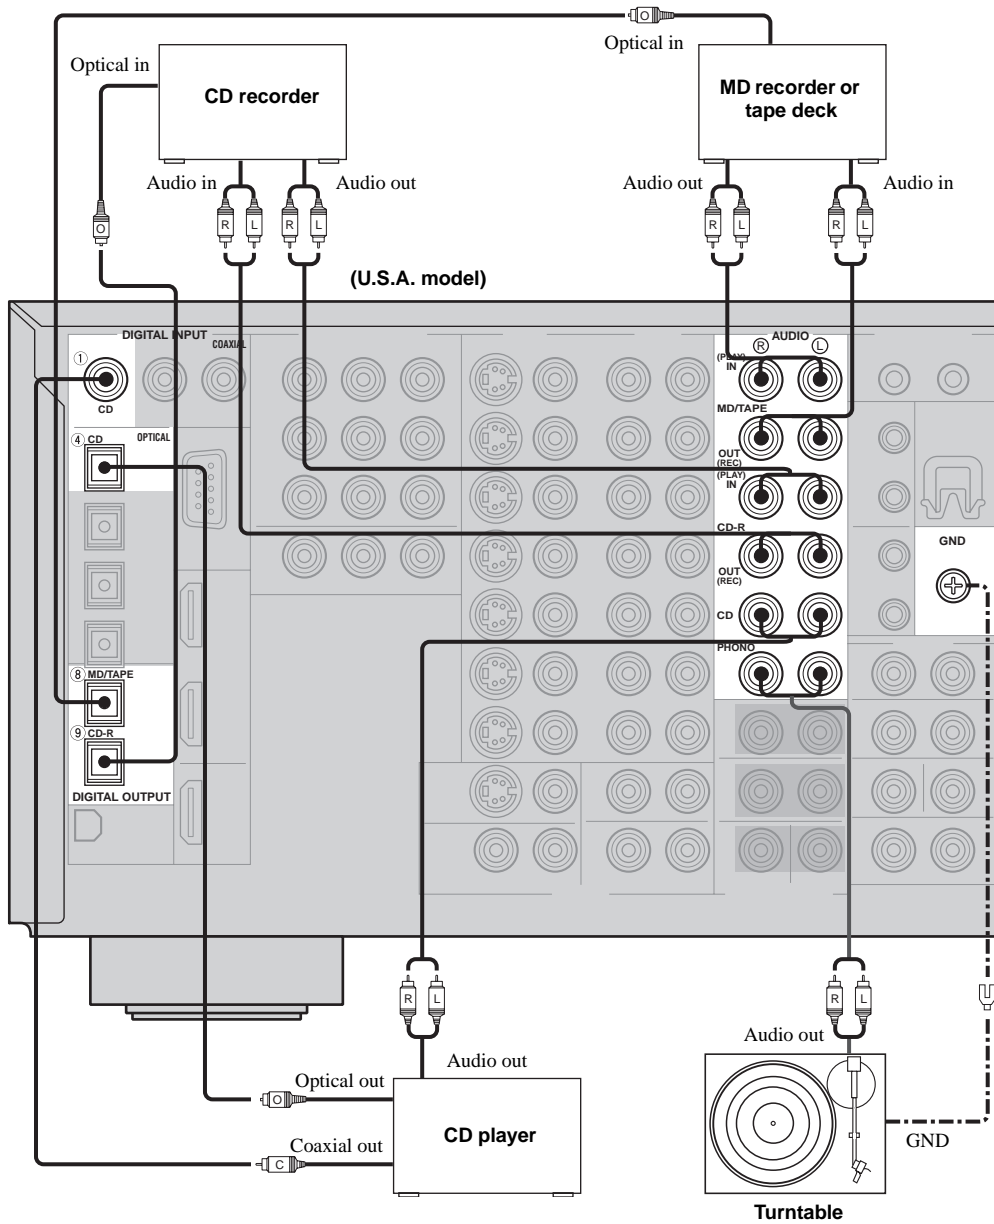 O
Optical in
Optical in
CD recorder
MD recorder or
tape deck
Audio in
Audio out
Audio out
Audio in
O
R
L
R
L
R
L
R
L
(U.S.A. model)
DIGITAL INPUT
COAXIAL
①
CD
④ CD
OPTICAL
AUDIO
R
L
(PLAY)
IN
MD/TAPE
OUT
(REC)
(PLAY)
IN
CD-R
OUT
(REC)
CD
PHONO
GND
⑧ MD/TAPE
⑨ CD-R
DIGITAL OUTPUT
R
L
R
L
Audio out
Audio out
Optical out
O
Coaxial out
C
CD player
GND
Turntable